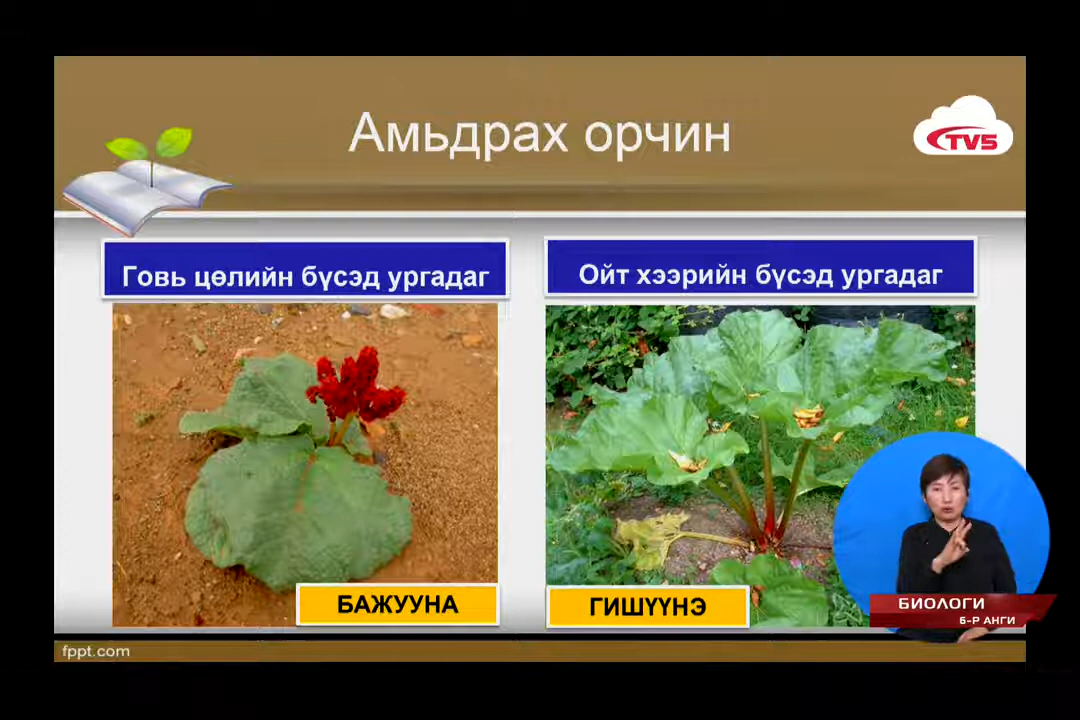 Амьдрах орчин
TV5
Говь цөлийн бүсэд ургадаг
Ойт хээрийн бүсэд ургадаг
БАЖУУНА
ГИШҮҮНЭ
БИОЛОГИ
6-Р АНГИ
fppt.com